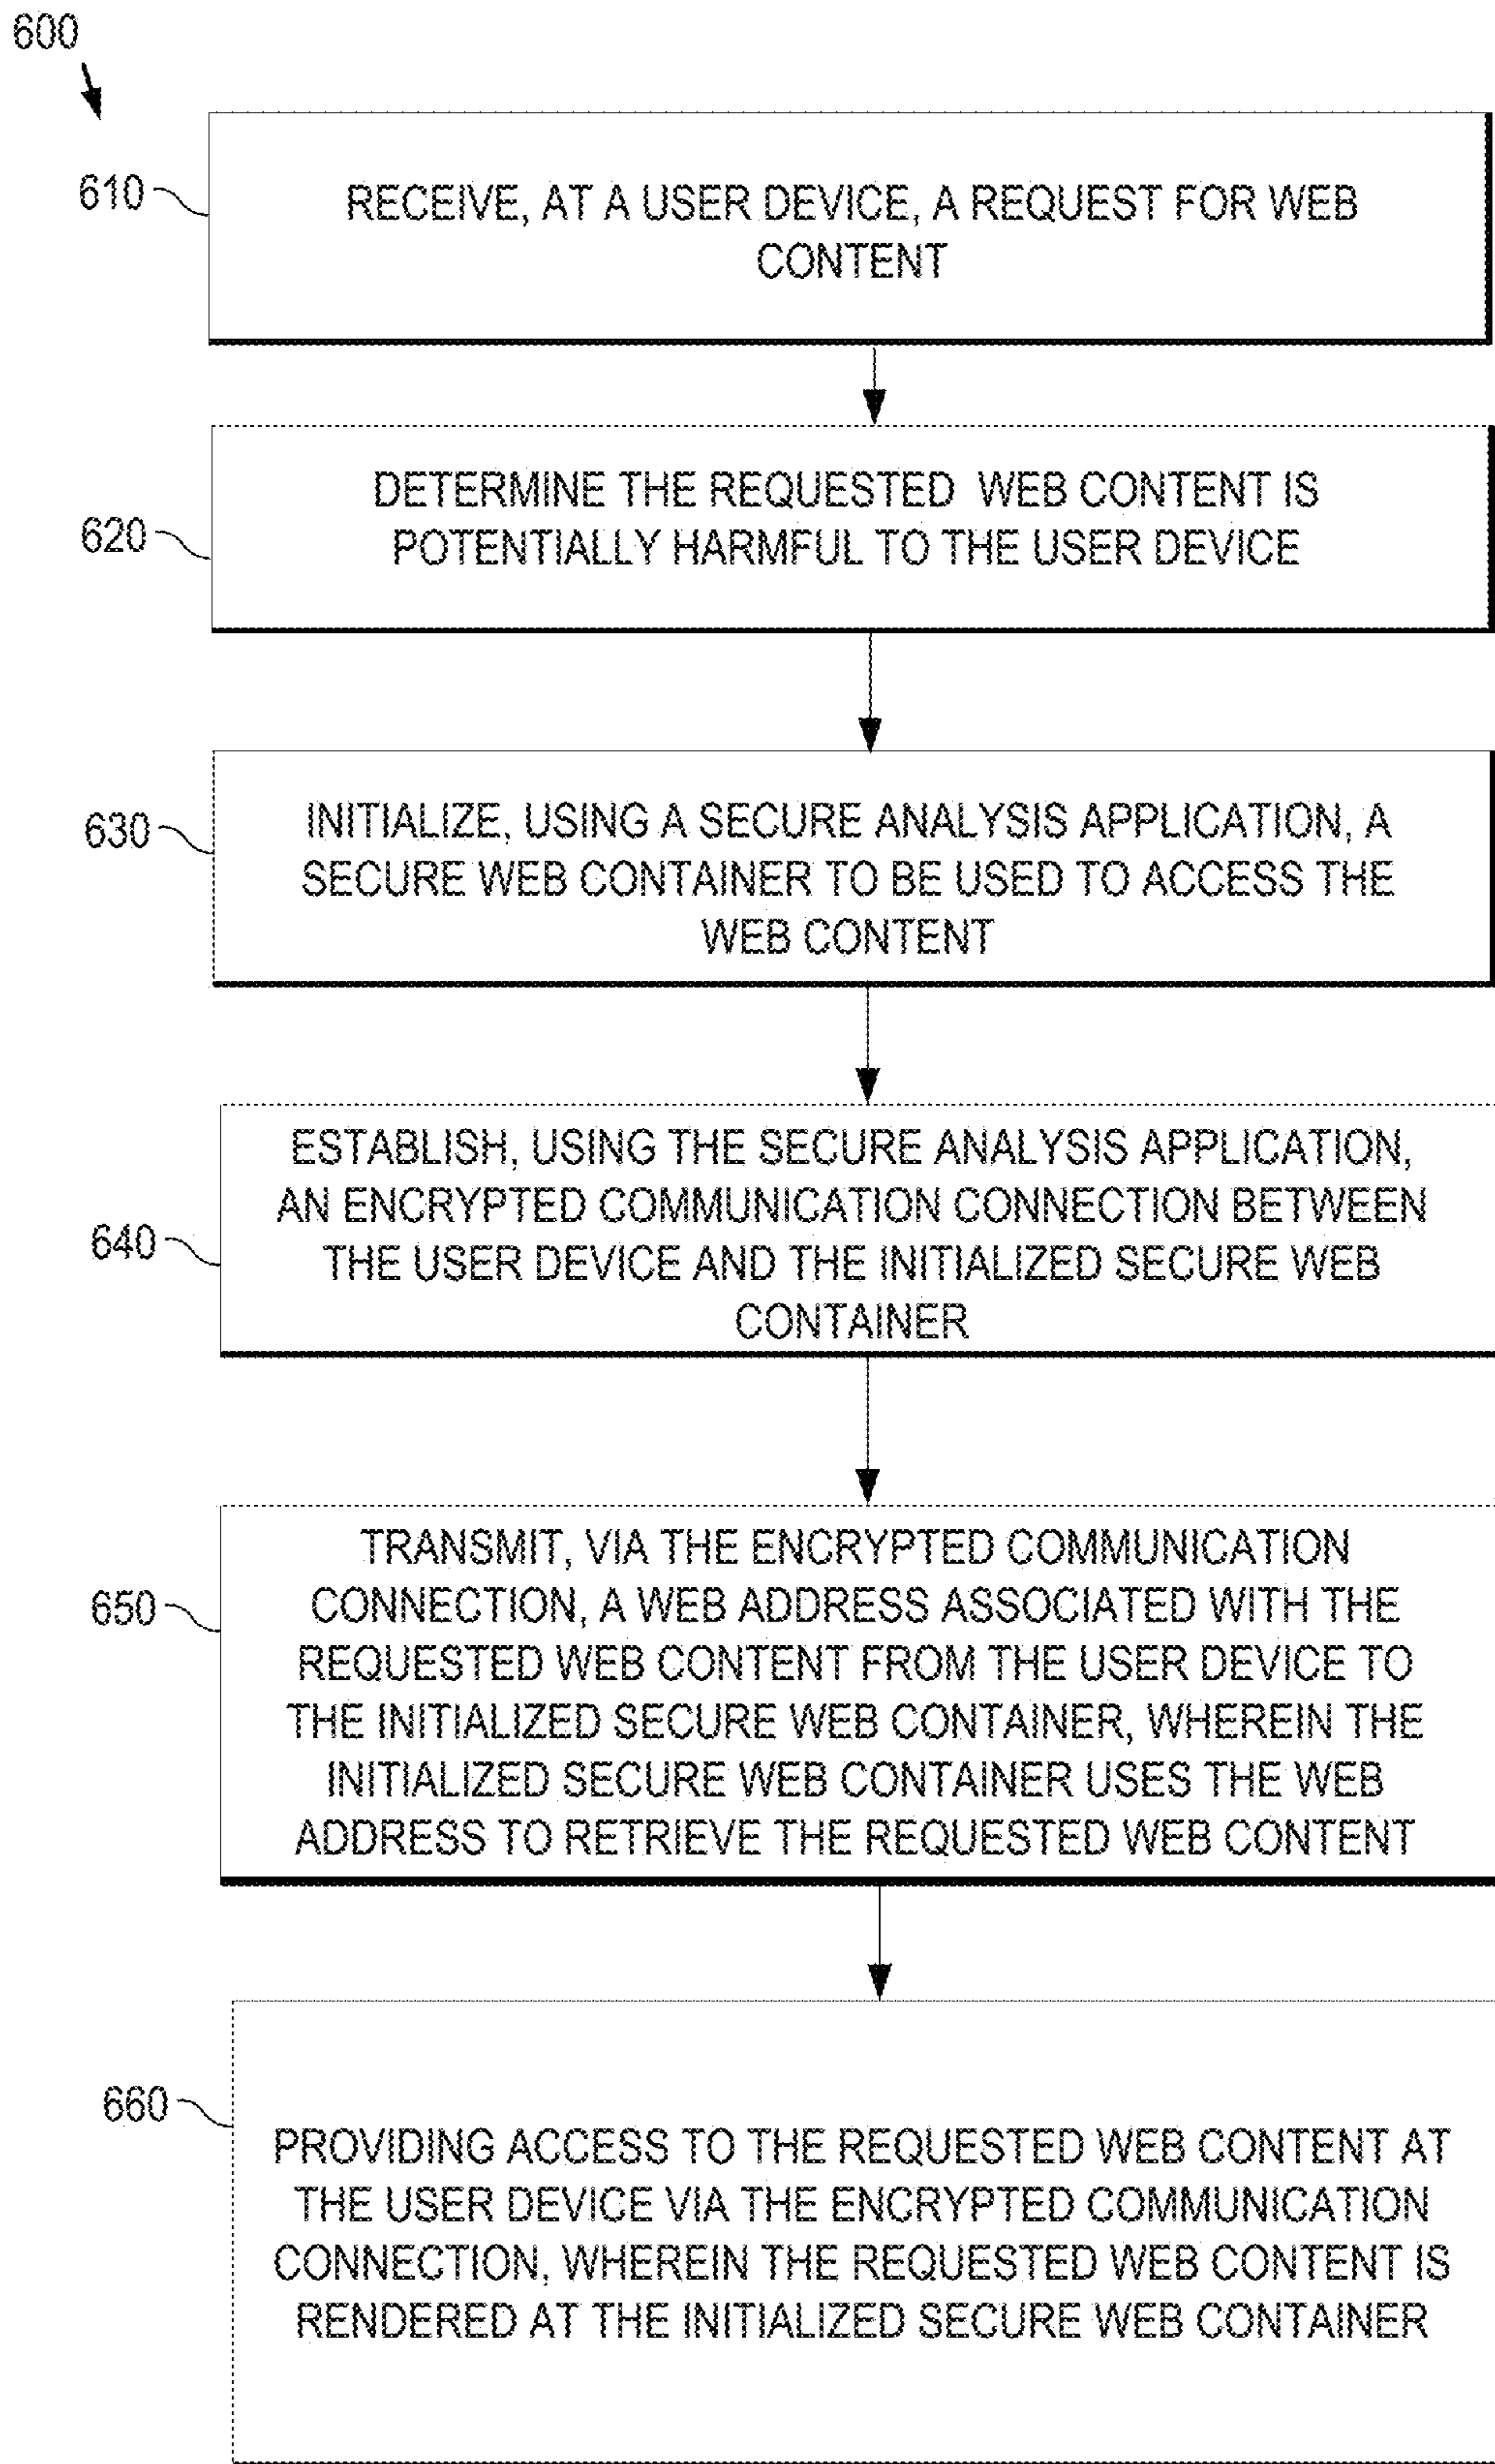 600
610
RECEIVE, AT A USER DEVICE, A REQUEST FOR WEB
CONTENT
620
DETERMINE THE REQUESTED WEB CONTENT IS
POTENTIALLY HARMFUL TO THE USER DEVICE
630
INITIALIZE, USING A SECURE ANALYSIS APPLICATION, A
SECURE WEB CONTAINER TO BE USED TO ACCESS THE
WEB CONTENT
640
ESTABLISH, USING THE SECURE ANALYSIS APPLICATION,
AN ENCRYPTED COMMUNICATION CONNECTION BETWEEN
THE USER DEVICE AND THE INITIALIZED SECURE WEB
CONTAINER
650
TRANSMIT, VIA THE ENCRYPTED COMMUNICATION
CONNECTION, A WEB ADDRESS ASSOCIATED WITH THE
REQUESTED WEB CONTENT FROM THE USER DEVICE TO
THE INITIALIZED SECURE WEB CONTAINER, WHEREIN THE
INITIALIZED SECURE WEB CONTAINER USES THE WEB
ADDRESS TO RETRIEVE THE REQUESTED WEB CONTENT
660
PROVIDING ACCESS TO THE REQUESTED WEB CONTENT AT
THE USER DEVICE VIA THE ENCRYPTED COMMUNICATION
CONNECTION, WHEREIN THE REQUESTED WEB CONTENT IS
RENDERED AT THE INITIALIZED SECURE WEB CONTAINER